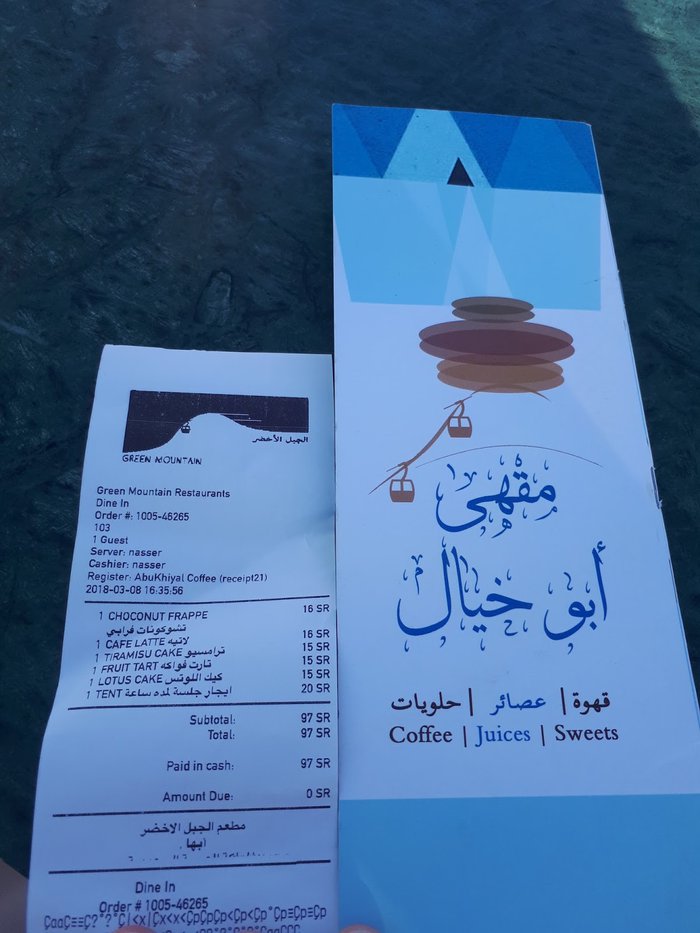 الجبل الأخضر
GREEN MOUNTAIN
Green Mountain Restaurants
Dine In
Order #: 1005-46265
103
1 Guest
Server: nasser
Cashier: nasser
Register: AbuKhiyal Coffee (receipt21)
2018-03-08 16:35:56
1 CHOCONUT FRAPPE 16 SR
تشوكونات فرابي
1 CAFE LATTE لاتيه 16 SR
1 TIRAMISU CAKE ترامسيو 15 SR
1 FRUIT TART تارت فواكه 15 SR
1 LOTUS CAKE كيك اللوتس 15 SR
1 TENT ايجار جلسة لمده ساعة 20 SR
Subtotal: 97 SR
Total: 97 SR
Paid in cash: 97 SR
Amount Due: 0 SR
مطعم الجبل الاخضر
ابها,
Dine In
Order # 1005-46265
مقهى
أبو خيال
قهوة | عصائر | حلويات
Coffee | Juices | Sweets